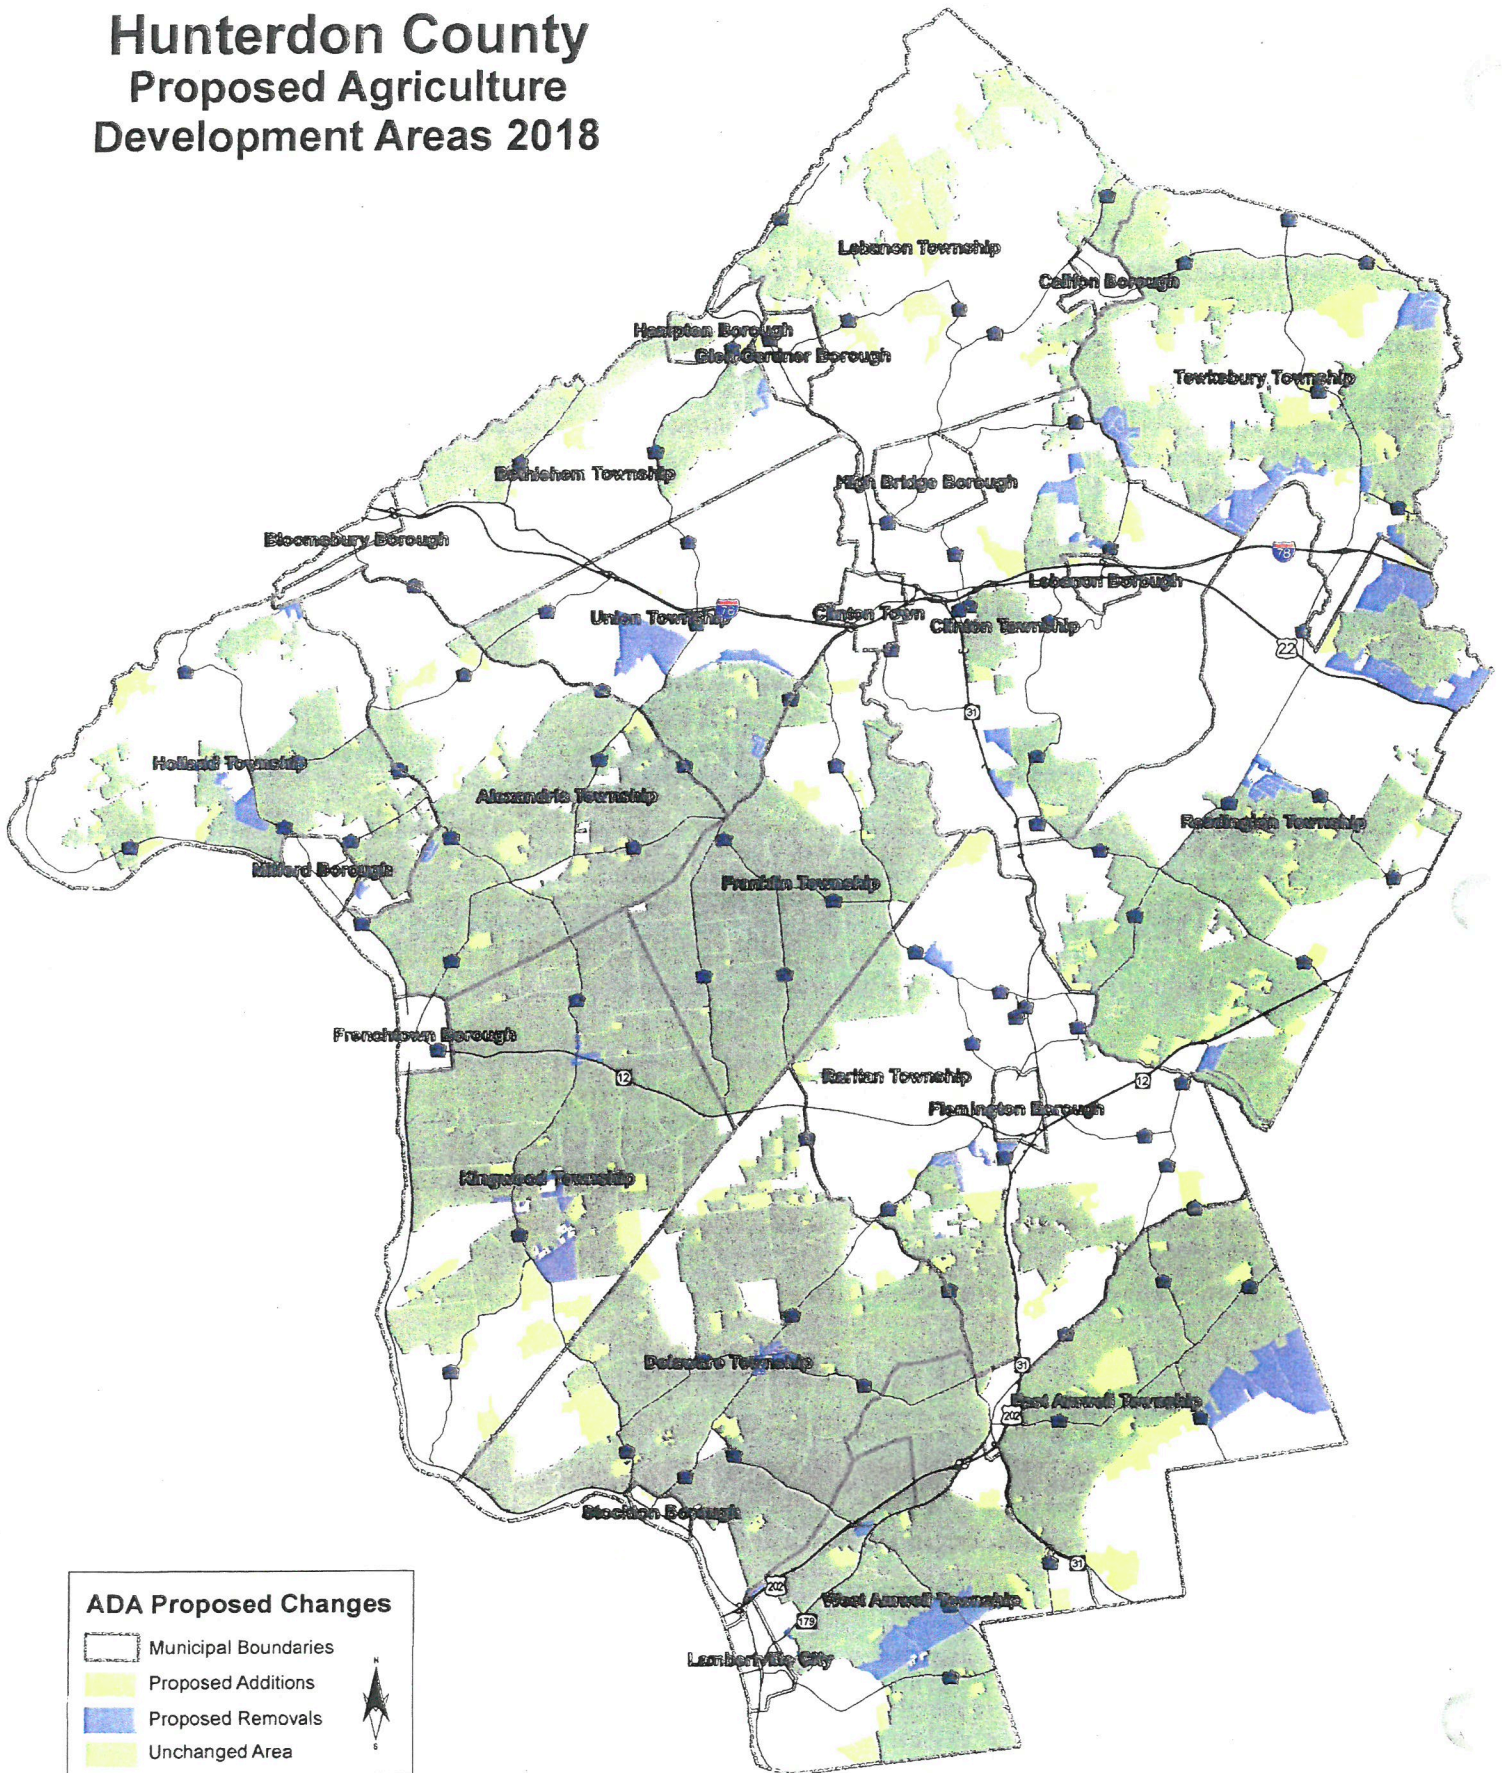 Hunterdon County
Proposed Agriculture
Development Areas 2018
Lebanon Township
Califon Borough
Hampton Borough
Glen Gardner Borough
Tewksbury Township
Bethlehem Township
High Bridge Borough
Bloomsbury Borough
78
Lebanon Borough
Union Township
78
Clinton Town
Clinton Township
22
31
Holland Township
Alexandria Township
Readington Township
Milford Borough
Franklin Township
Frenchtown Borough
12
Raritan Township
12
Flemington Borough
Kingwood Township
Delaware Township
31
East Amwell Township
202
Stockton Borough
31
202
West Amwell Township
179
Lambertville City
ADA Proposed Changes
Municipal Boundaries
Proposed Additions
Proposed Removals
Unchanged Area
N
S